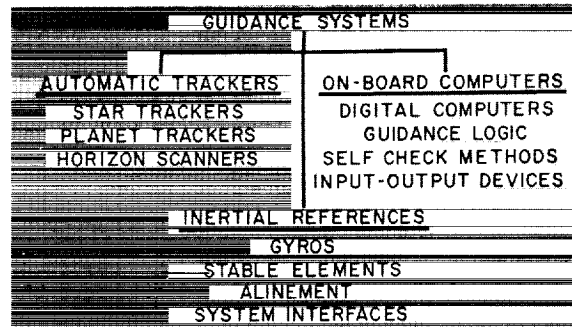 GUIDANCE SYSTEMS
AUTOMATIC TRACKERS
STAR TRACKERS
PLANET TRACKERS
HORIZON SCANNERS
ON-BOARD COMPUTERS
DIGITAL COMPUTERS
GUIDANCE LOGIC
SELF CHECK METHODS
INPUT-OUTPUT DEVICES
INERTIAL REFERENCES
GYROS
STABLE ELEMENTS
ALINEMENT
SYSTEM INTERFACES